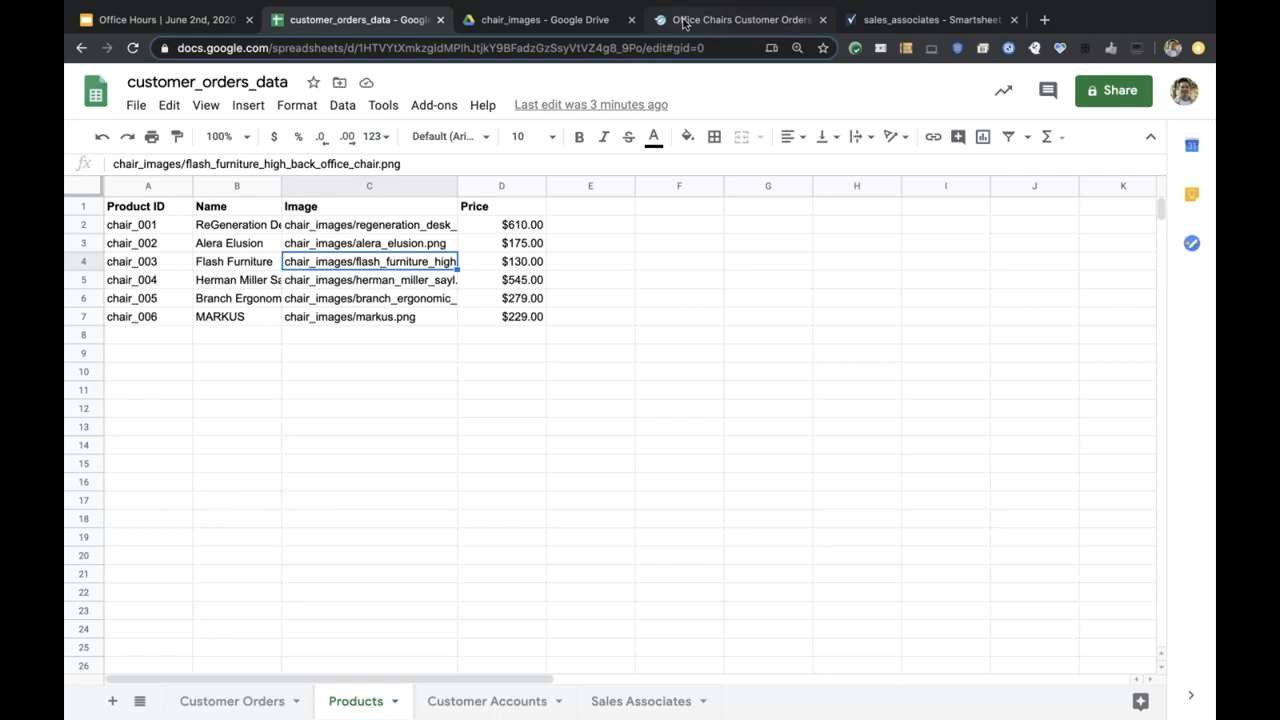 Office Hours | June 2nd, 2020
customer_orders_data - Googl
chair_images - Google Drive
Office Chairs Customer Orders
sales_associates - Smartsheet.
docs.google.com/spreadsheets/d/1HTVYtXmkzgIdMPIhJtjkY9BFadzGzSsyVtVZ4g8_9Po/edit#gid=0
customer_orders_data
File Edit View Insert Format Data Tools Add-ons Help Last edit was 3 minutes ago
Share
100% $ % .0 .00 123 Default (Ari... 10 B I S A
fx chair_images/flash_furniture_high_back_office_chair.png
A B C D E F G H I J K
1 Product ID Name Image Price
2 chair_001 ReGeneration De chair_images/regeneration_desk_ $610.00
3 chair_002 Alera Elusion chair_images/alera_elusion.png $175.00
4 chair_003 Flash Furniture chair_images/flash_furniture_high $130.00
5 chair_004 Herman Miller Sa chair_images/herman_miller_sayl. $545.00
6 chair_005 Branch Ergonom chair_images/branch_ergonomic_ $279.00
7 chair_006 MARKUS chair_images/markus.png $229.00
8
9
10
11
12
13
14
15
16
17
18
19
20
21
22
23
24
25
26
Customer Orders Products Customer Accounts Sales Associates